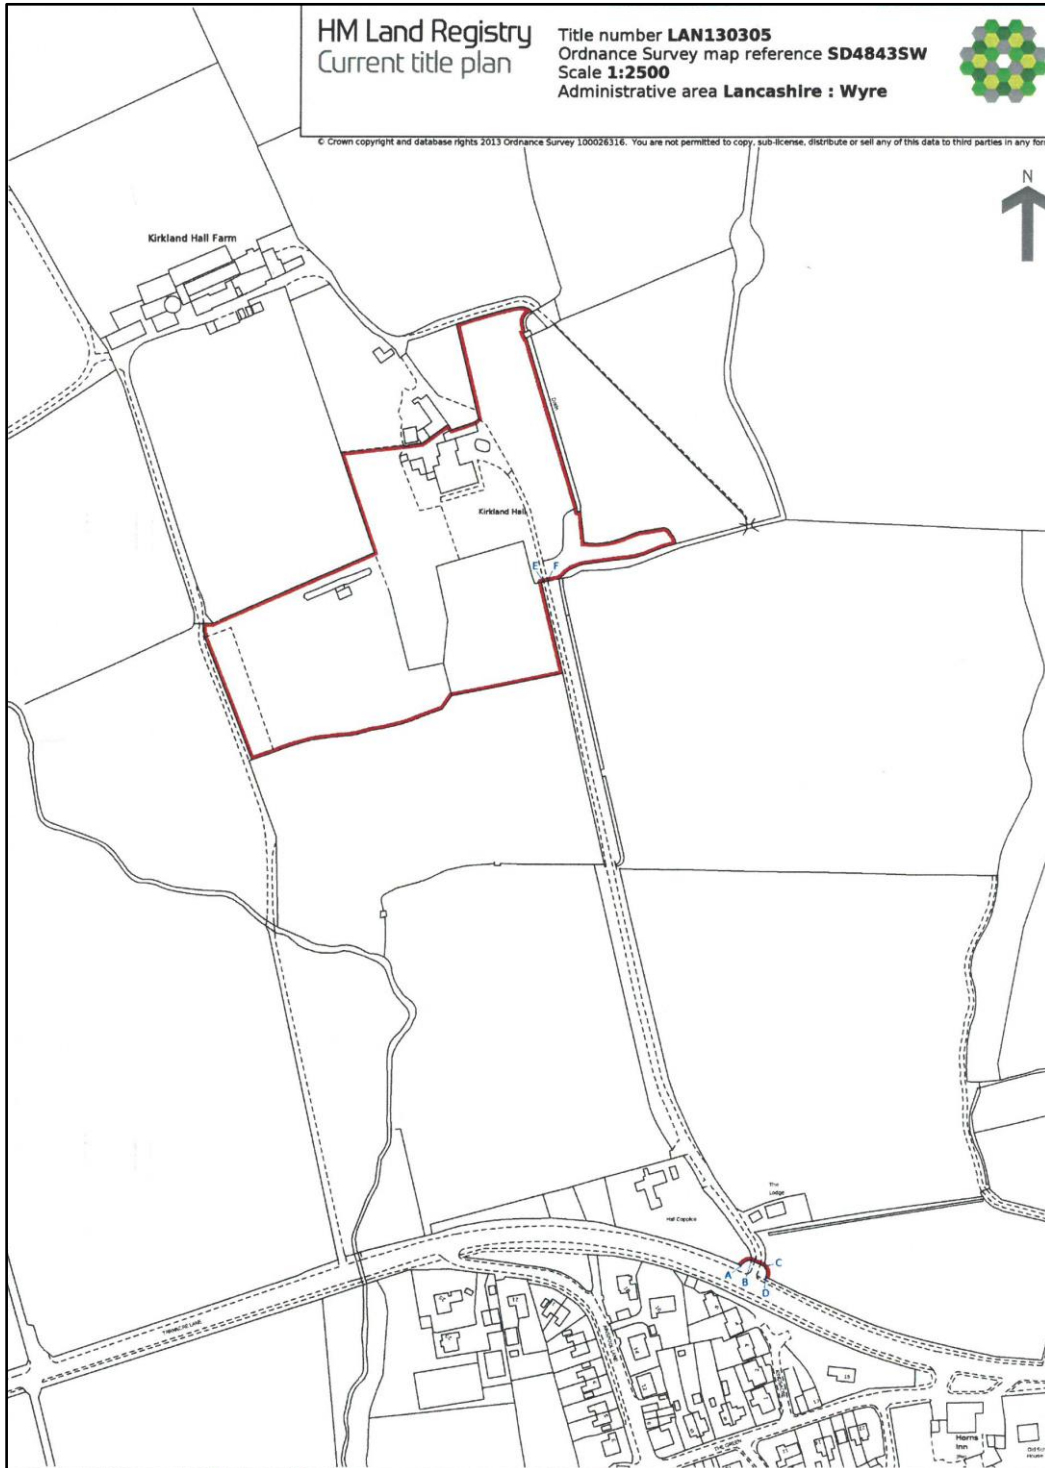 HM Land Registry
Current title plan
Title number LAN130305
Ordnance Survey map reference SD4843SW
Scale 1:2500
Administrative area Lancashire : Wyre
© Crown copyright and database rights 2013 Ordnance Survey 100026316. You are not permitted to copy, sub-license, distribute or sell any of this data to third parties in any for
N
Kirkland Hall Farm
Drain
Kirkland Hall
E F
The
Lodge
Hall Coppice
A B C D
THE GREEN
Horns
Inn